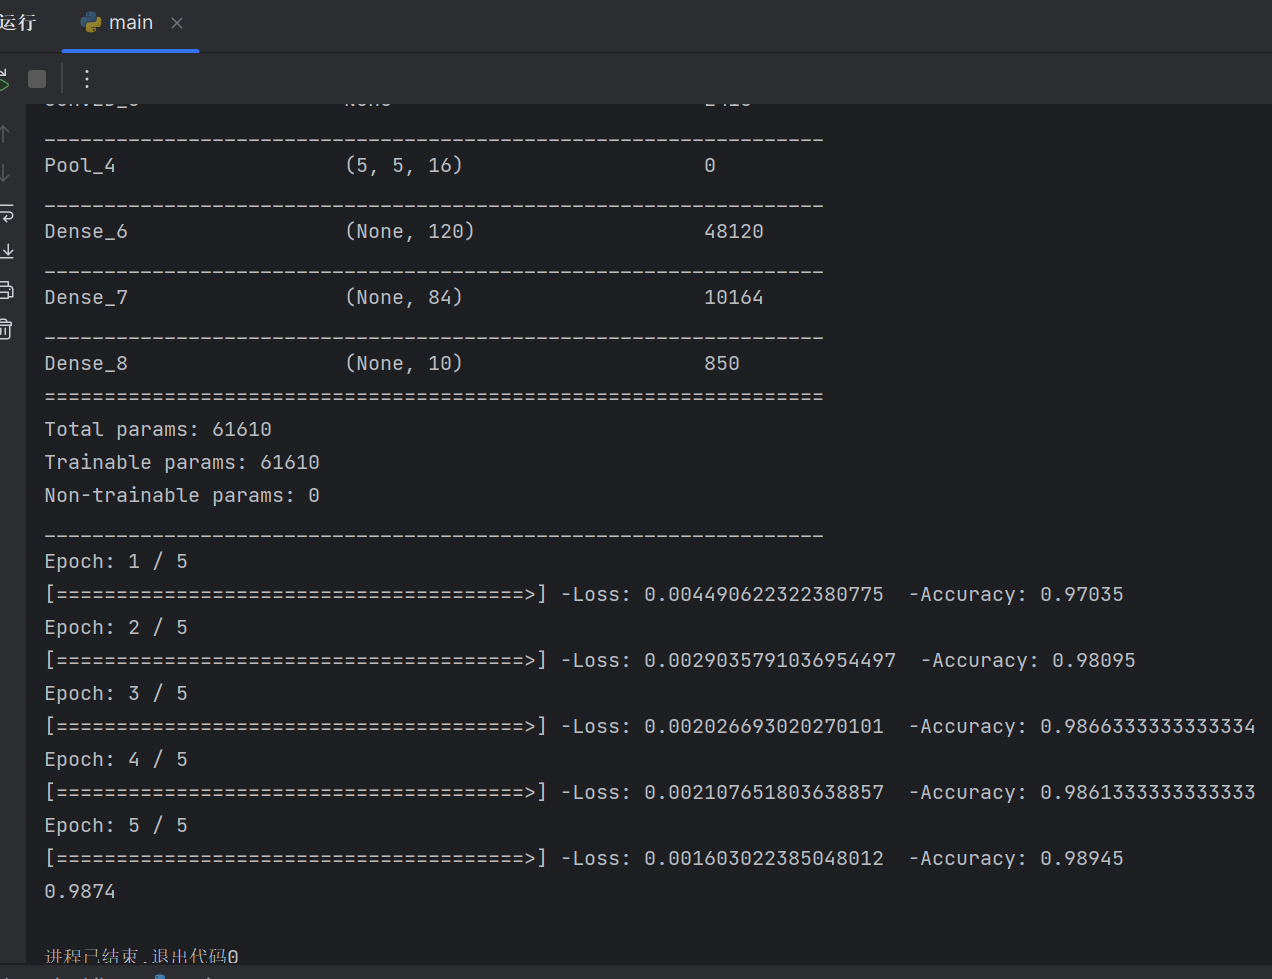 运行 main
Pool_4 (5, 5, 16) 0
Dense_6 (None, 120) 48120
Dense_7 (None, 84) 10164
Dense_8 (None, 10) 850
=================================================================
Total params: 61610
Trainable params: 61610
Non-trainable params: 0
_________________________________________________________________
Epoch: 1 / 5
[=======================================>] -Loss: 0.004490622322380775 -Accuracy: 0.97035
Epoch: 2 / 5
[=======================================>] -Loss: 0.0029035791036954497 -Accuracy: 0.98095
Epoch: 3 / 5
[=======================================>] -Loss: 0.002026693020270101 -Accuracy: 0.9866333333333334
Epoch: 4 / 5
[=======================================>] -Loss: 0.002107651803638857 -Accuracy: 0.9861333333333333
Epoch: 5 / 5
[=======================================>] -Loss: 0.001603022385048012 -Accuracy: 0.98945
0.9874
进程已结束,退出代码0